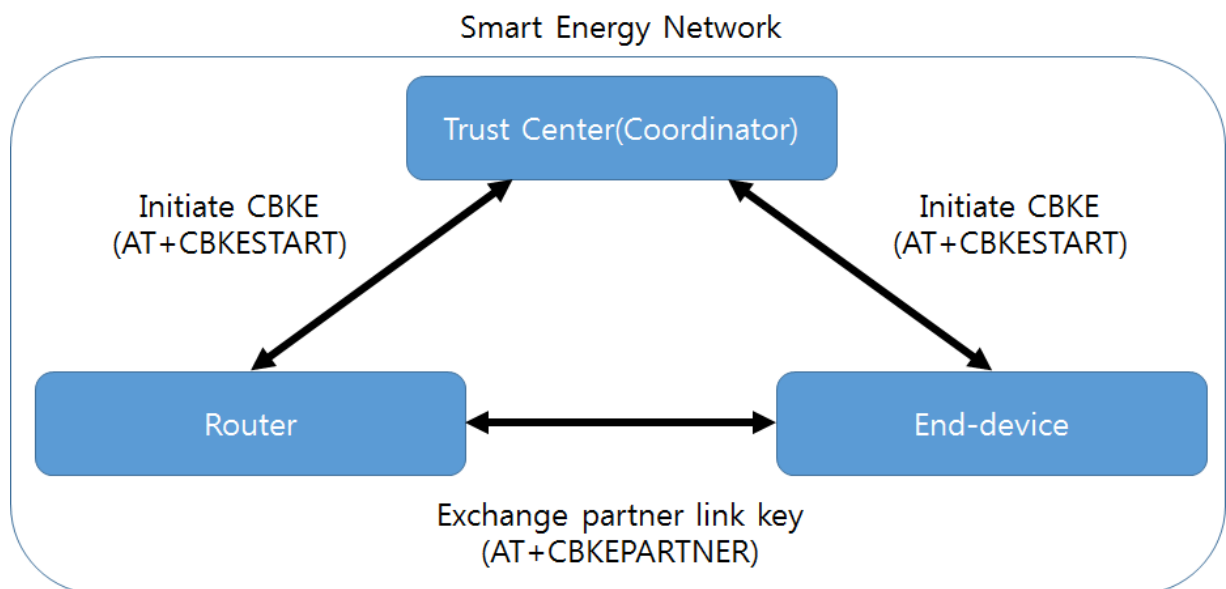 Smart Energy Network
Trust Center(Coordinator)
Initiate CBKE
(AT+CBKESTART)
Initiate CBKE
(AT+CBKESTART)
Router
End-device
Exchange partner link key
(AT+CBKEPARTNER)